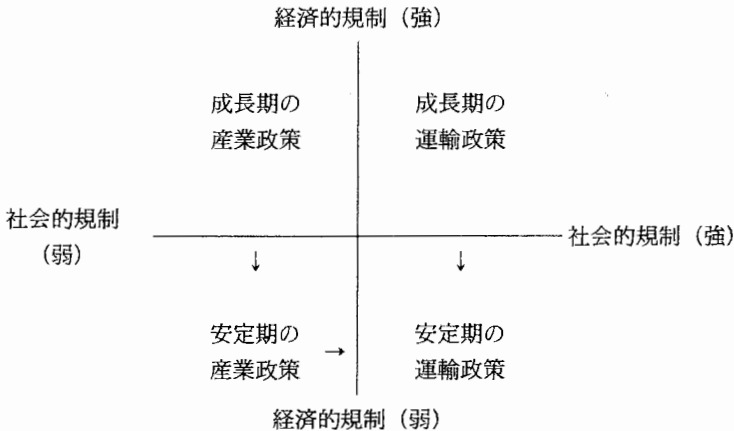 経済的規制（強）
成長期の
産業政策
成長期の
運輸政策
社会的規制
（弱）
社会的規制（強）
↓
↓
安定期の
産業政策
→
安定期の
運輸政策
経済的規制（弱）